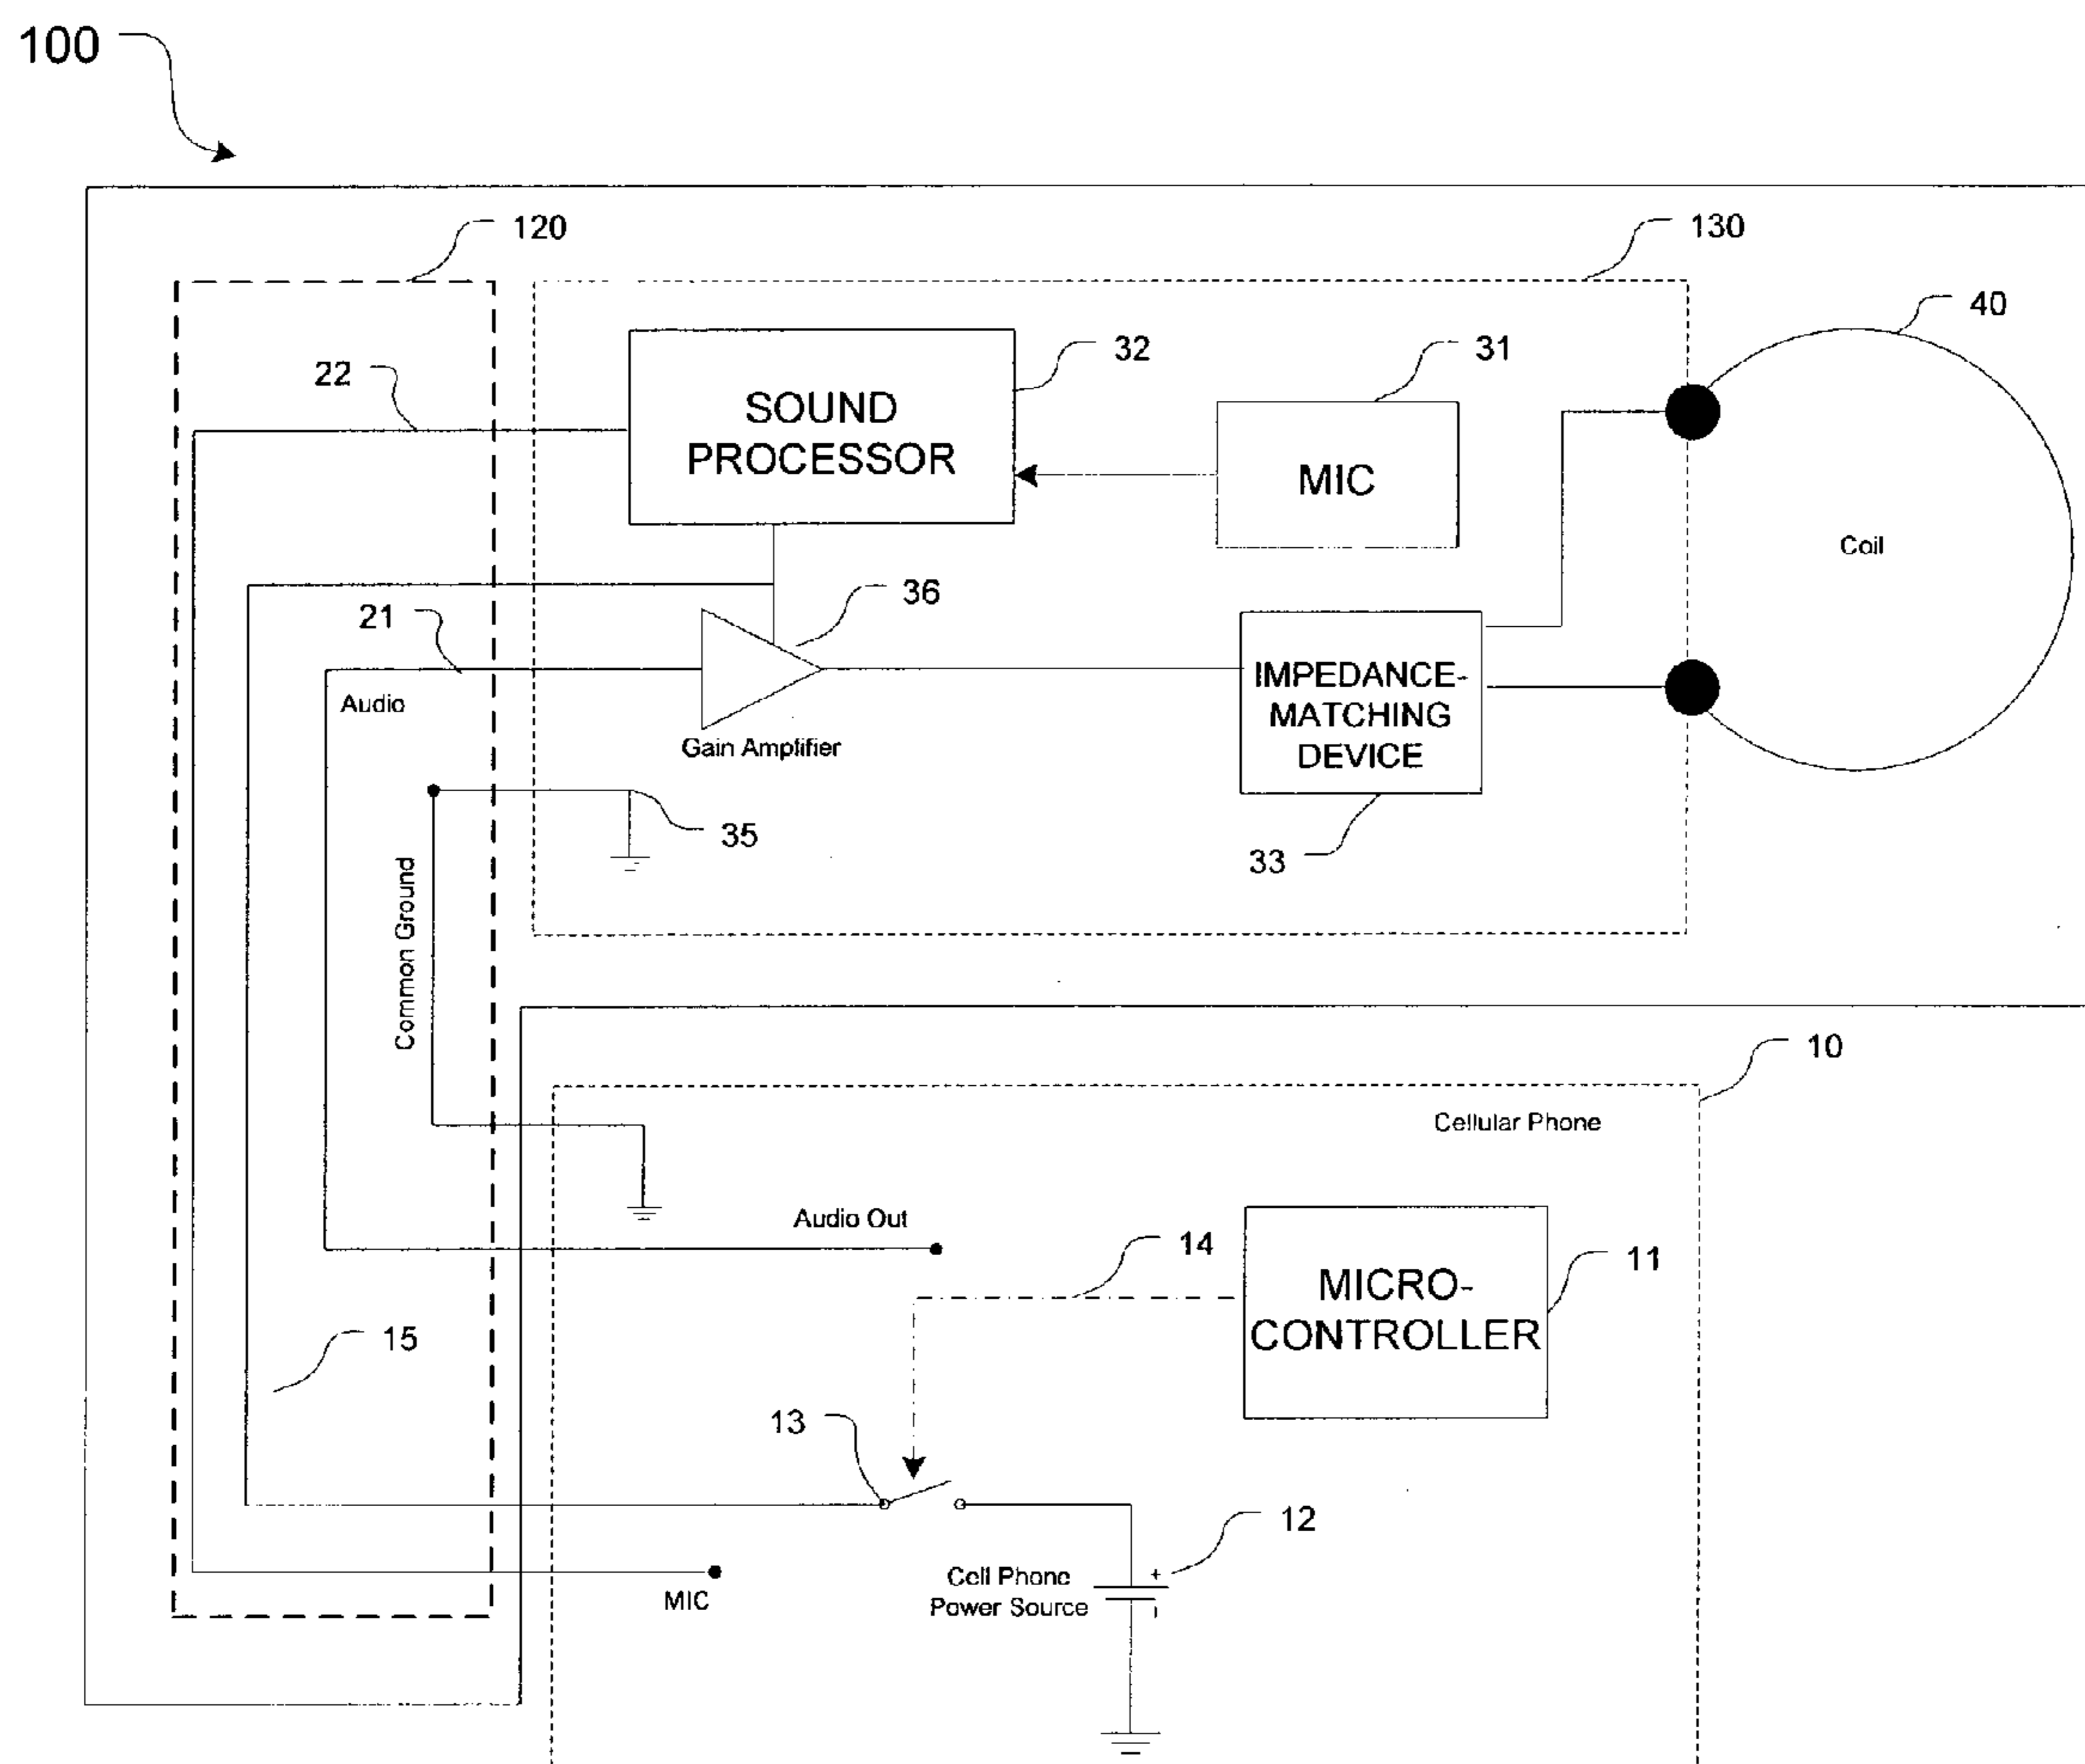 100
120
130
40
32
31
22
SOUND
PROCESSOR
MIC
Coil
36
21
Audio
Gain Amplifier
IMPEDANCE-
MATCHING
DEVICE
35
33
Common Ground
10
Cellular Phone
Audio Out
14
11
MICRO-
CONTROLLER
15
13
12
+
Cell Phone
Power Source
MIC